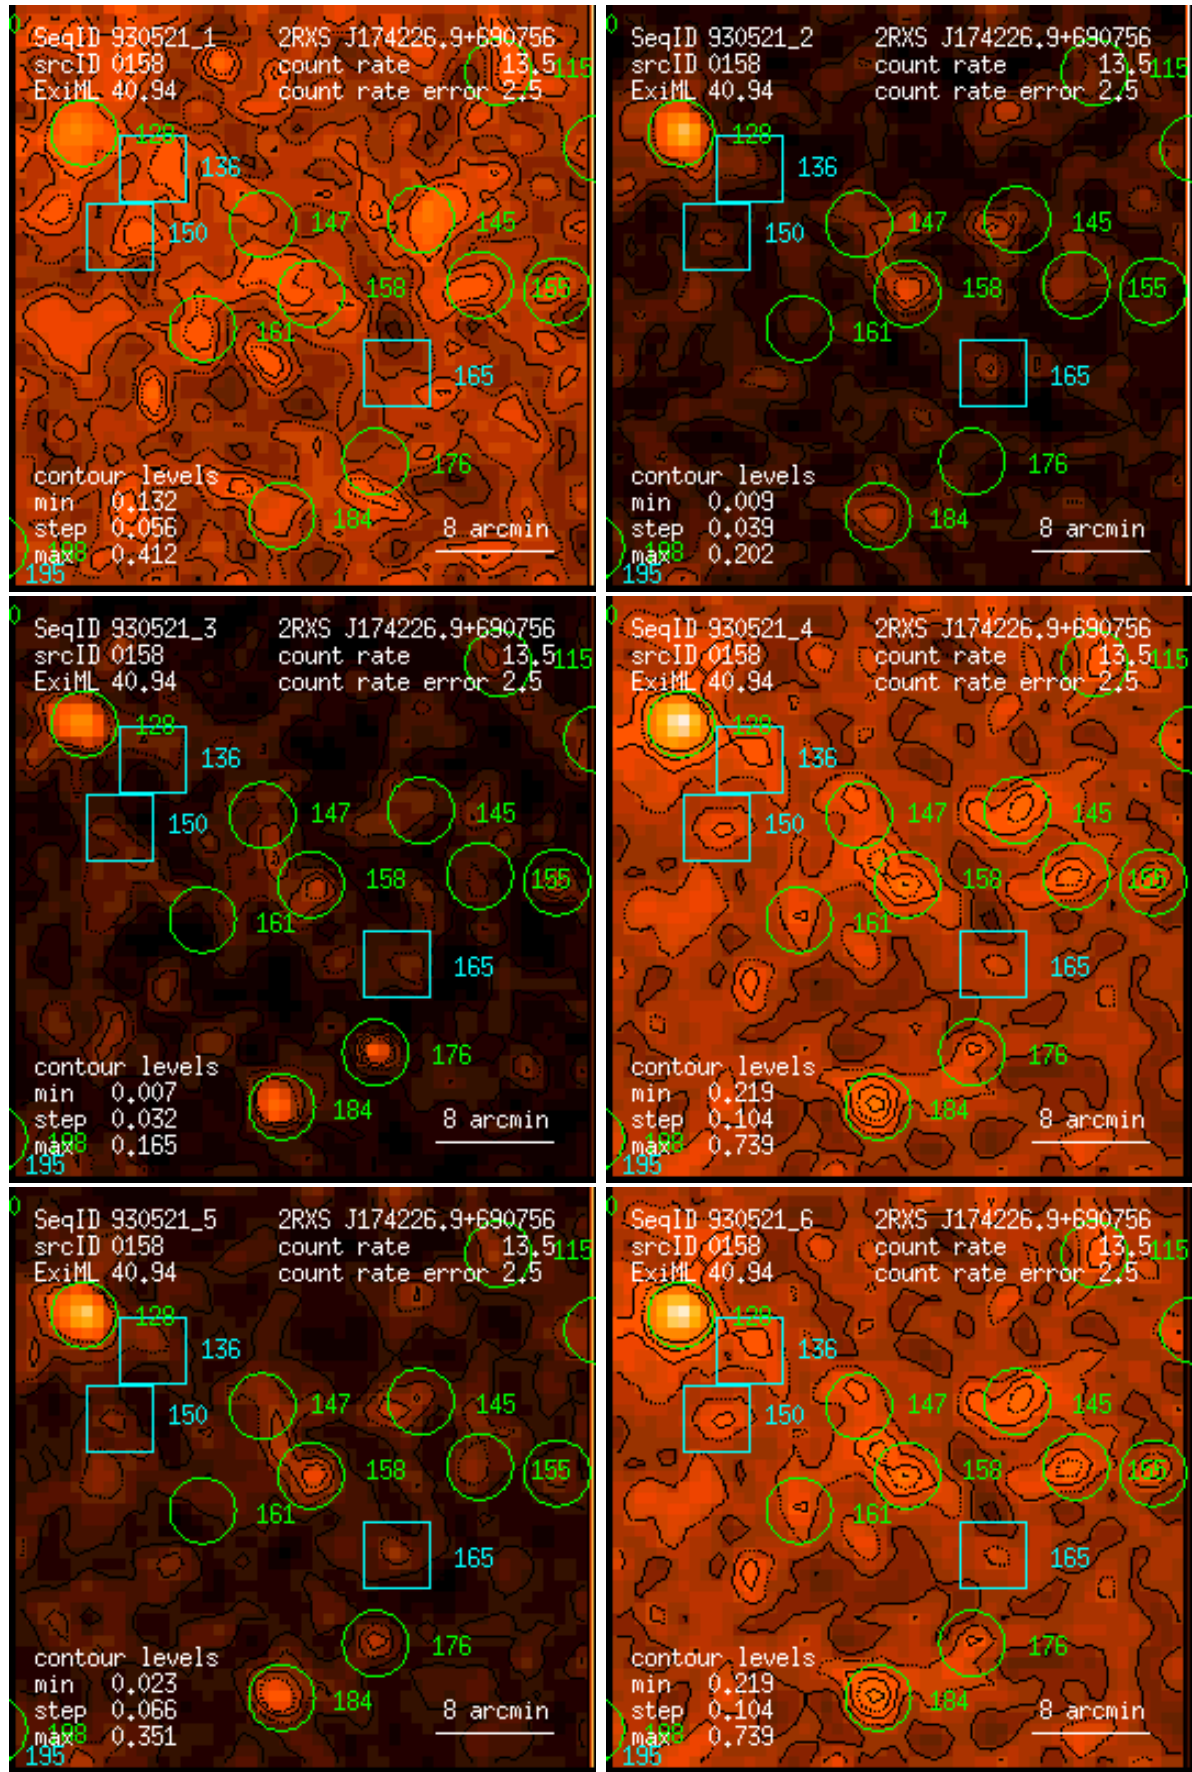 0
SeqID 930521_1 2RXS J174226.9+690756
srcID 0158 count rate 13.5 115
ExiML 40.94 count rate error 2.5
128
136
150
147
145
158
155
161
165
176
contour levels
min 0.132
step 0.056
max 0.412
184
8 arcmin
198
195
0
SeqID 930521_2 2RXS J174226.9+690756
srcID 0158 count rate 13.5 115
ExiML 40.94 count rate error 2.5
128
136
150
147
145
158
155
161
165
176
contour levels
min 0.009
step 0.039
max 0.202
184
8 arcmin
198
195
0
SeqID 930521_3 2RXS J174226.9+690756
srcID 0158 count rate 13.5 115
ExiML 40.94 count rate error 2.5
128
136
150
147
145
158
155
161
165
176
contour levels
min 0.007
step 0.032
max 0.165
184
8 arcmin
198
195
0
SeqID 930521_4 2RXS J174226.9+690756
srcID 0158 count rate 13.5 115
ExiML 40.94 count rate error 2.5
128
136
150
147
145
158
155
161
165
176
contour levels
min 0.219
step 0.104
max 0.739
184
8 arcmin
198
195
0
SeqID 930521_5 2RXS J174226.9+690756
srcID 0158 count rate 13.5 115
ExiML 40.94 count rate error 2.5
128
136
150
147
145
158
155
161
165
176
contour levels
min 0.023
step 0.066
max 0.351
184
8 arcmin
198
195
0
SeqID 930521_6 2RXS J174226.9+690756
srcID 0158 count rate 13.5 115
ExiML 40.94 count rate error 2.5
128
136
150
147
145
158
155
161
165
176
contour levels
min 0.219
step 0.104
max 0.739
184
8 arcmin
198
195